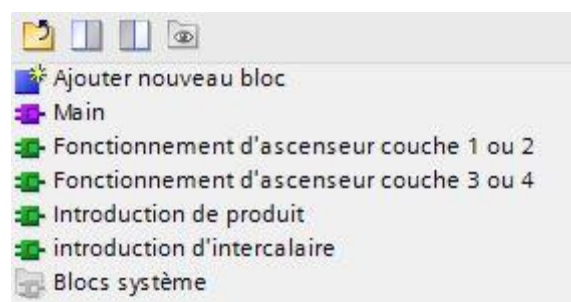 Ajouter nouveau bloc
Main
Fonctionnement d'ascenseur couche 1 ou 2
Fonctionnement d'ascenseur couche 3 ou 4
Introduction de produit
introduction d'intercalaire
Blocs système